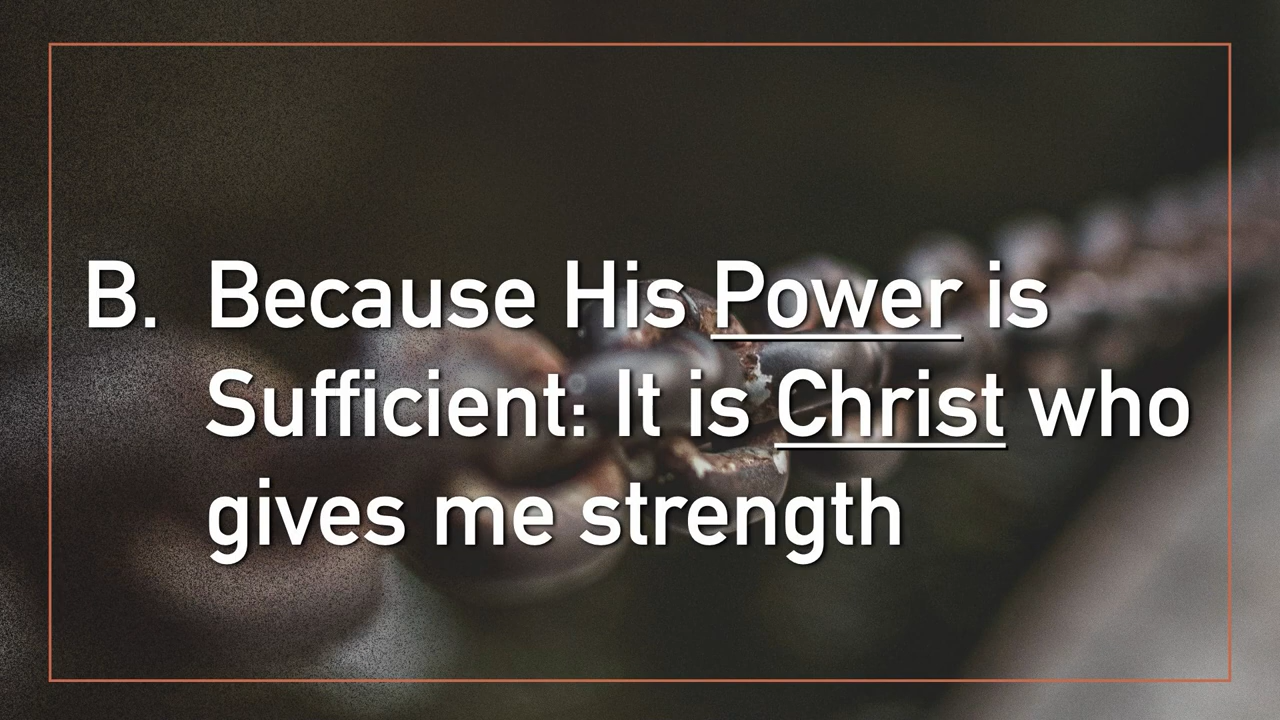 B. Because His Power is
Sufficient: It is Christ who
gives me strength